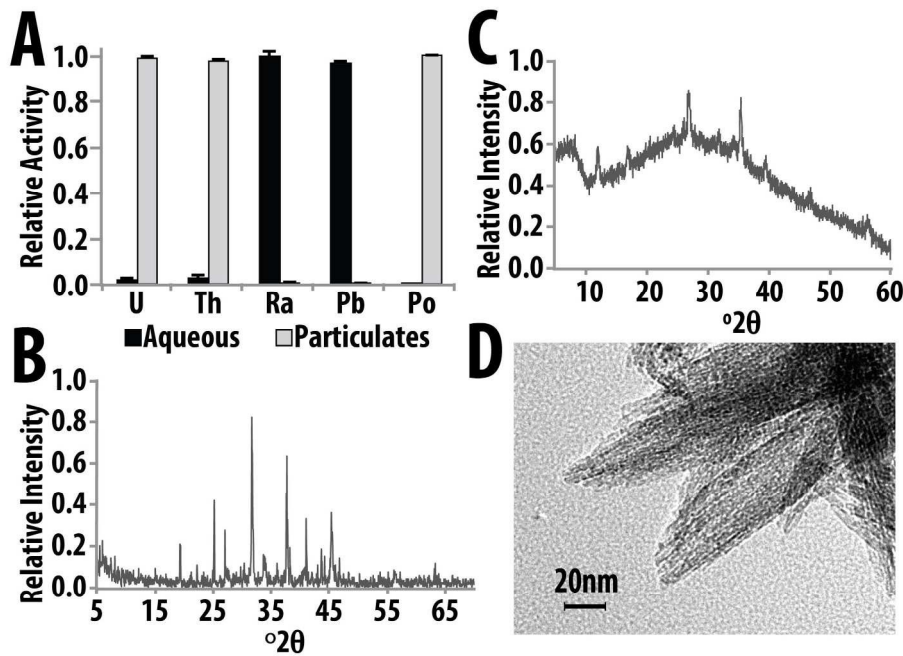 A
Relative Activity
1.0
0.8
0.6
0.4
0.2
0.0
U Th Ra Pb Po
Aqueous Particulates
B
Relative Intensity
1.0
0.8
0.6
0.4
0.2
0.0
5 15 25 35 45 55 65
º2θ
C
Relative Intensity
1.0
0.8
0.6
0.4
0.2
0.0
10 20 30 40 50 60
º2θ
D
20nm